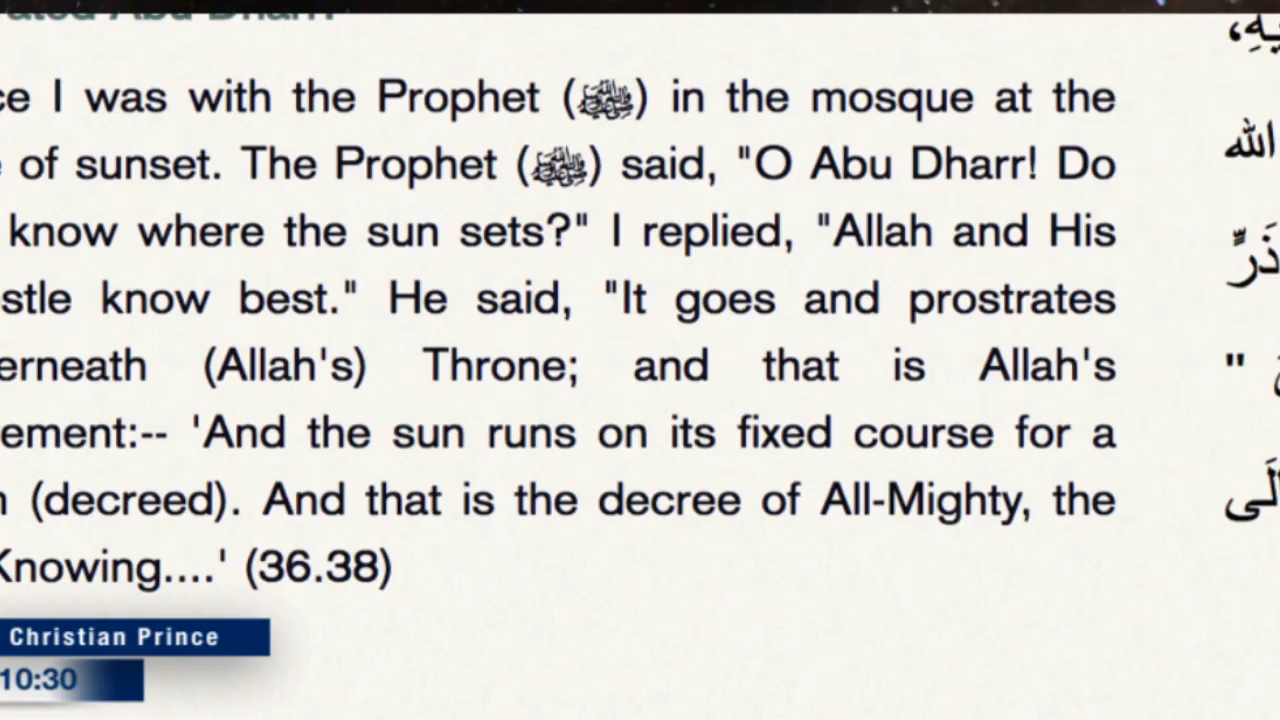 ce I was with the Prophet (ﷺ) in the mosque at the
e of sunset. The Prophet (ﷺ) said, "O Abu Dharr! Do
know where the sun sets?" I replied, "Allah and His
stle know best." He said, "It goes and prostrates
erneath (Allah's) Throne; and that is Allah's
ement:-- 'And the sun runs on its fixed course for a
(decreed). And that is the decree of All-Mighty, the
Knowing....' (36.38)
الله
ذَرٍّ
"
Christian Prince
10:30